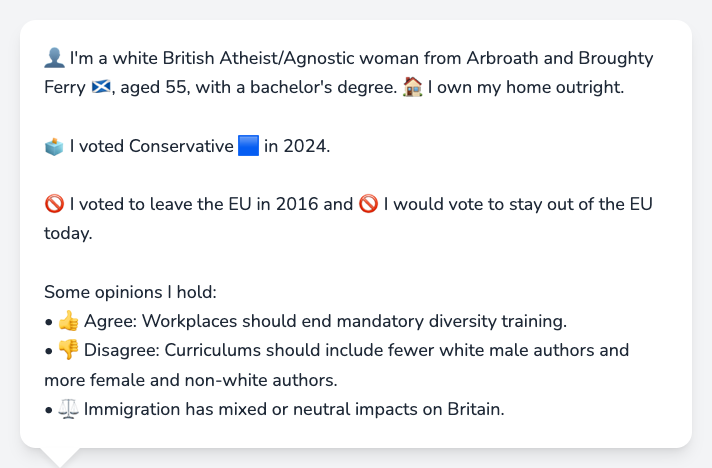 👤 I'm a white British Atheist/Agnostic woman from Arbroath and Broughty
Ferry 🏴󠁧󠁢󠁳󠁣󠁴󠁿, aged 55, with a bachelor's degree. 🏠 I own my home outright.
🗳️ I voted Conservative 🟦 in 2024.
🚫 I voted to leave the EU in 2016 and 🚫 I would vote to stay out of the EU
today.
Some opinions I hold:
• 👍 Agree: Workplaces should end mandatory diversity training.
• 👎 Disagree: Curriculums should include fewer white male authors and
more female and non-white authors.
• ⚖️ Immigration has mixed or neutral impacts on Britain.